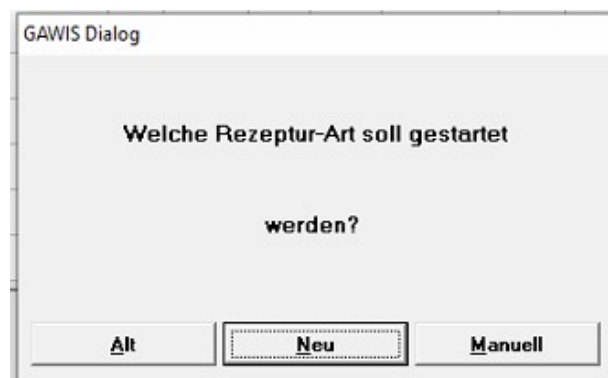 GAWIS Dialog
Welche Rezeptur-Art soll gestartet
werden?
Alt
Neu
Manuell